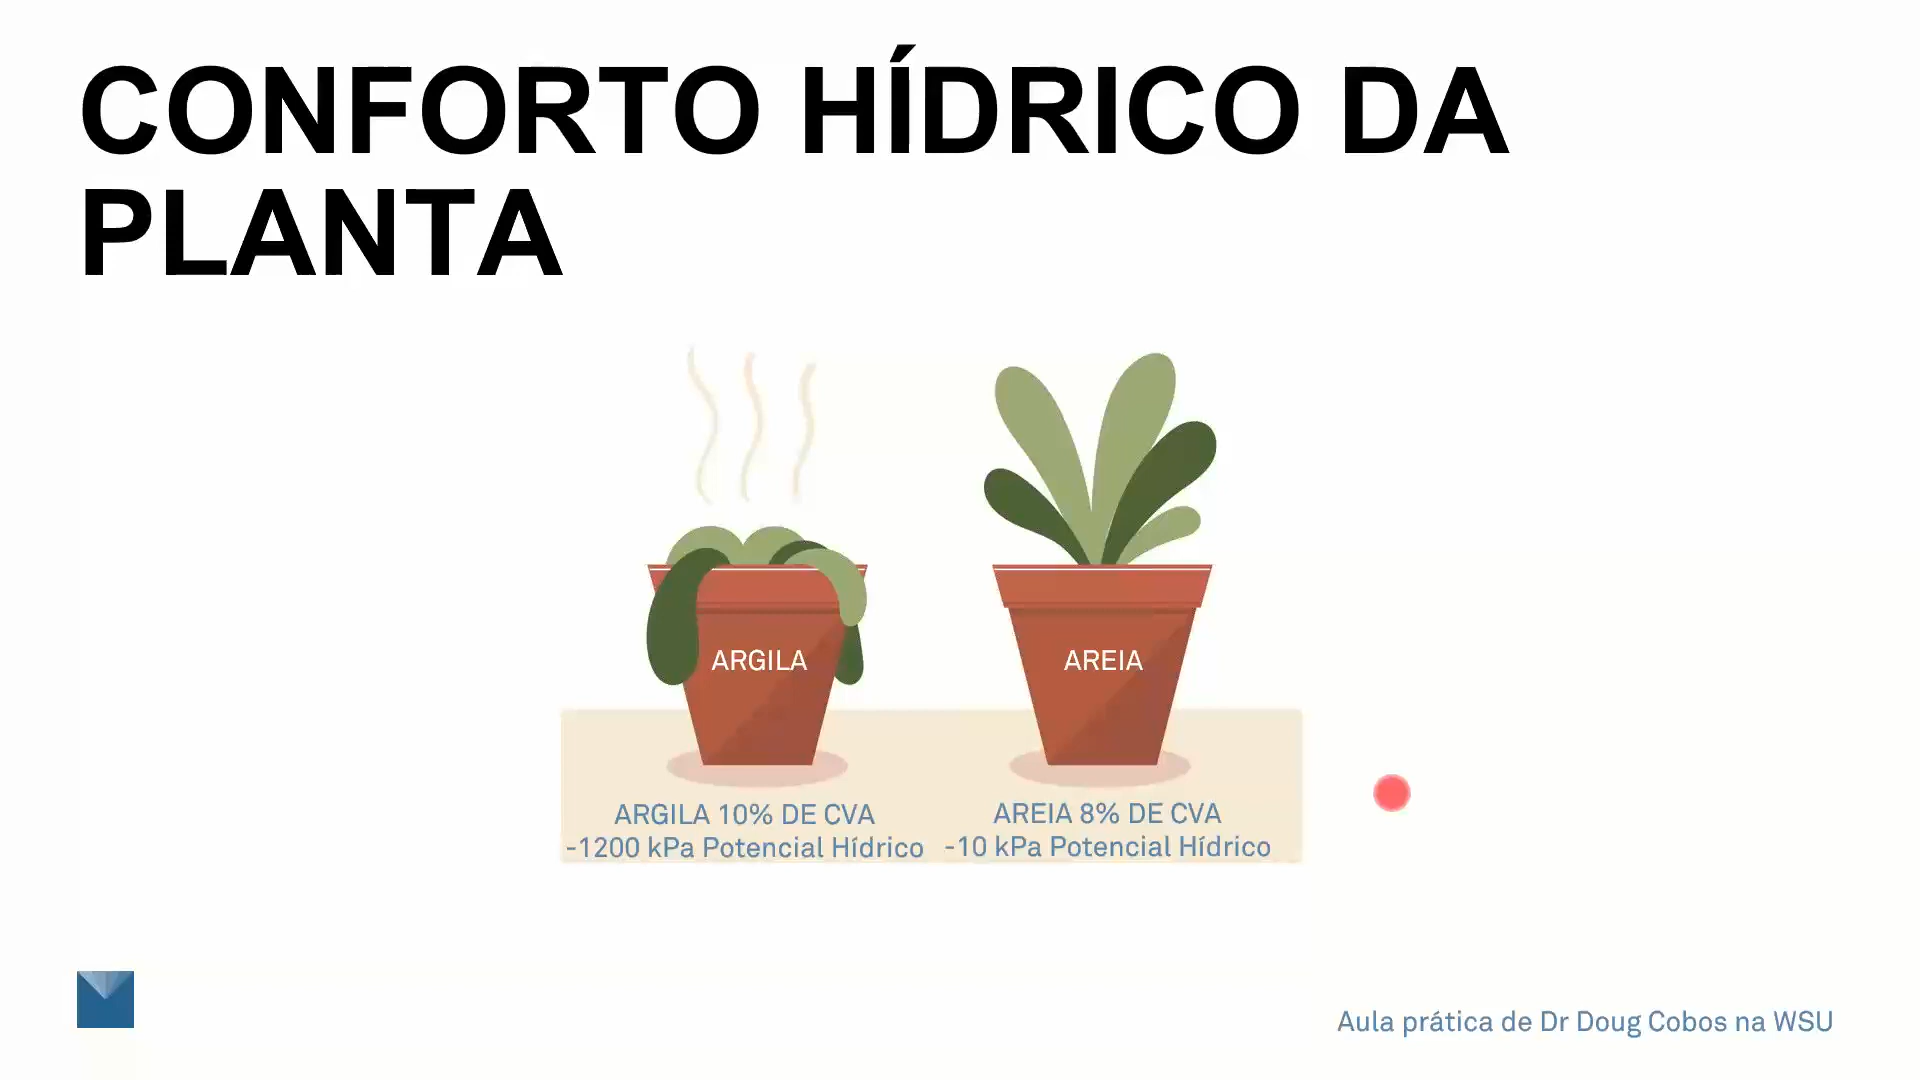 CONFORTO HÍDRICO DA
PLANTA
ARGILA
AREIA
ARGILA 10% DE CVA
-1200 kPa Potencial Hídrico
AREIA 8% DE CVA
-10 kPa Potencial Hídrico
Aula prática de Dr Doug Cobos na WSU